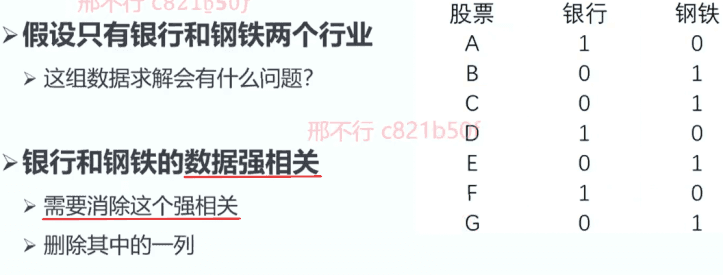 邢不行 c821b50f
假设只有银行和钢铁两个行业
这组数据求解会有什么问题?
邢不行 c821b50f
银行和钢铁的数据强相关
需要消除这个强相关
删除其中的一列
股票 银行 钢铁
A 1 0
B 0 1
C 0 1
D 1 0
E 0 1
F 1 0
G 0 1